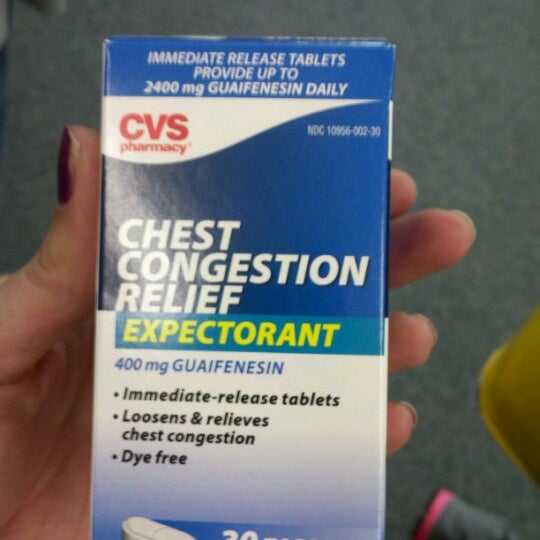 IMMEDIATE RELEASE TABLETS
PROVIDE UP TO
2400 mg GUAIFENESIN DAILY
CVS
pharmacy®
NDC 10956-002-30
CHEST
CONGESTION
RELIEF
EXPECTORANT
400 mg GUAIFENESIN
• Immediate-release tablets
• Loosens & relieves
chest congestion
• Dye free